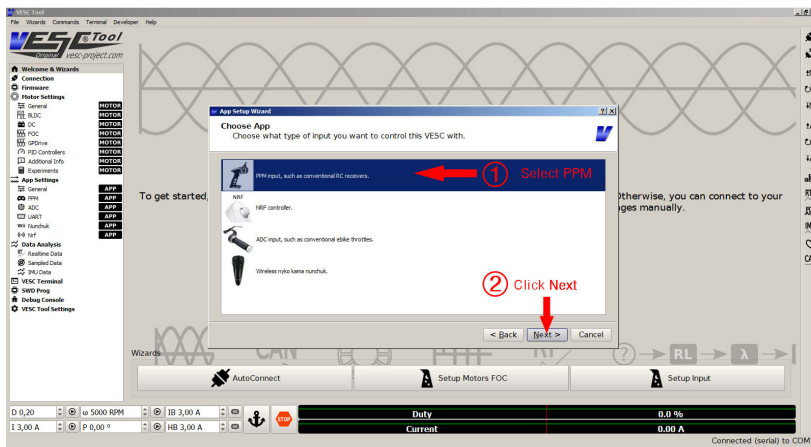 VESC Tool
File Wizards Commands Terminal Developer Help
VESC® Tool
Original vesc-project.com
Welcome & Wizards
Connection
Firmware
Motor Settings
General MOTOR
BLDC MOTOR
DC MOTOR
FOC MOTOR
GPDrive MOTOR
PID Controllers MOTOR
Additional Info MOTOR
Experiments MOTOR
App Settings
General APP
PPM APP
ADC APP
UART APP
Wii Nunchuk APP
Nrf APP
Data Analysis
Realtime Data
Sampled Data
IMU Data
VESC Terminal
SWD Prog
Debug Console
VESC Tool Settings
App Setup Wizard
Choose App
Choose what type of input you want to control this VESC with.
PPM input, such as conventional RC receivers.
1 Select PPM
NRF
NRF controller.
ADC input, such as conventional ebike throttles.
Wireless nyko kama nunchuk.
2 Click Next
< Back Next > Cancel
To get started,
Otherwise, you can connect to your
ges manually.
Wizards
CAN
RL
λ
AutoConnect
Setup Motors FOC
Setup Input
D 0,20 ω 5000 RPM IB 3,00 A
I 3,00 A P 0,00 ° HB 3,00 A
STOP
Duty 0.0 %
Current 0.00 A
Connected (serial) to COM